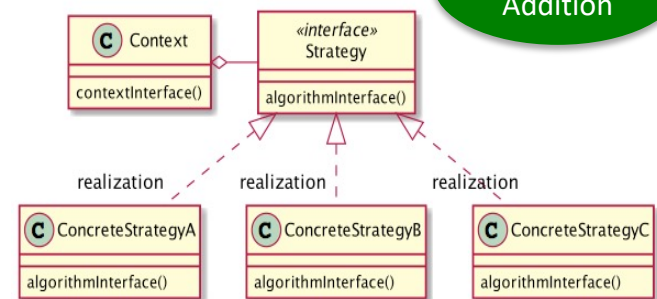 Addition
C Context
«interface»
Strategy
contextInterface()
algorithmInterface()
realization
realization
realization
C ConcreteStrategyA
C ConcreteStrategyB
C ConcreteStrategyC
algorithmInterface()
algorithmInterface()
algorithmInterface()